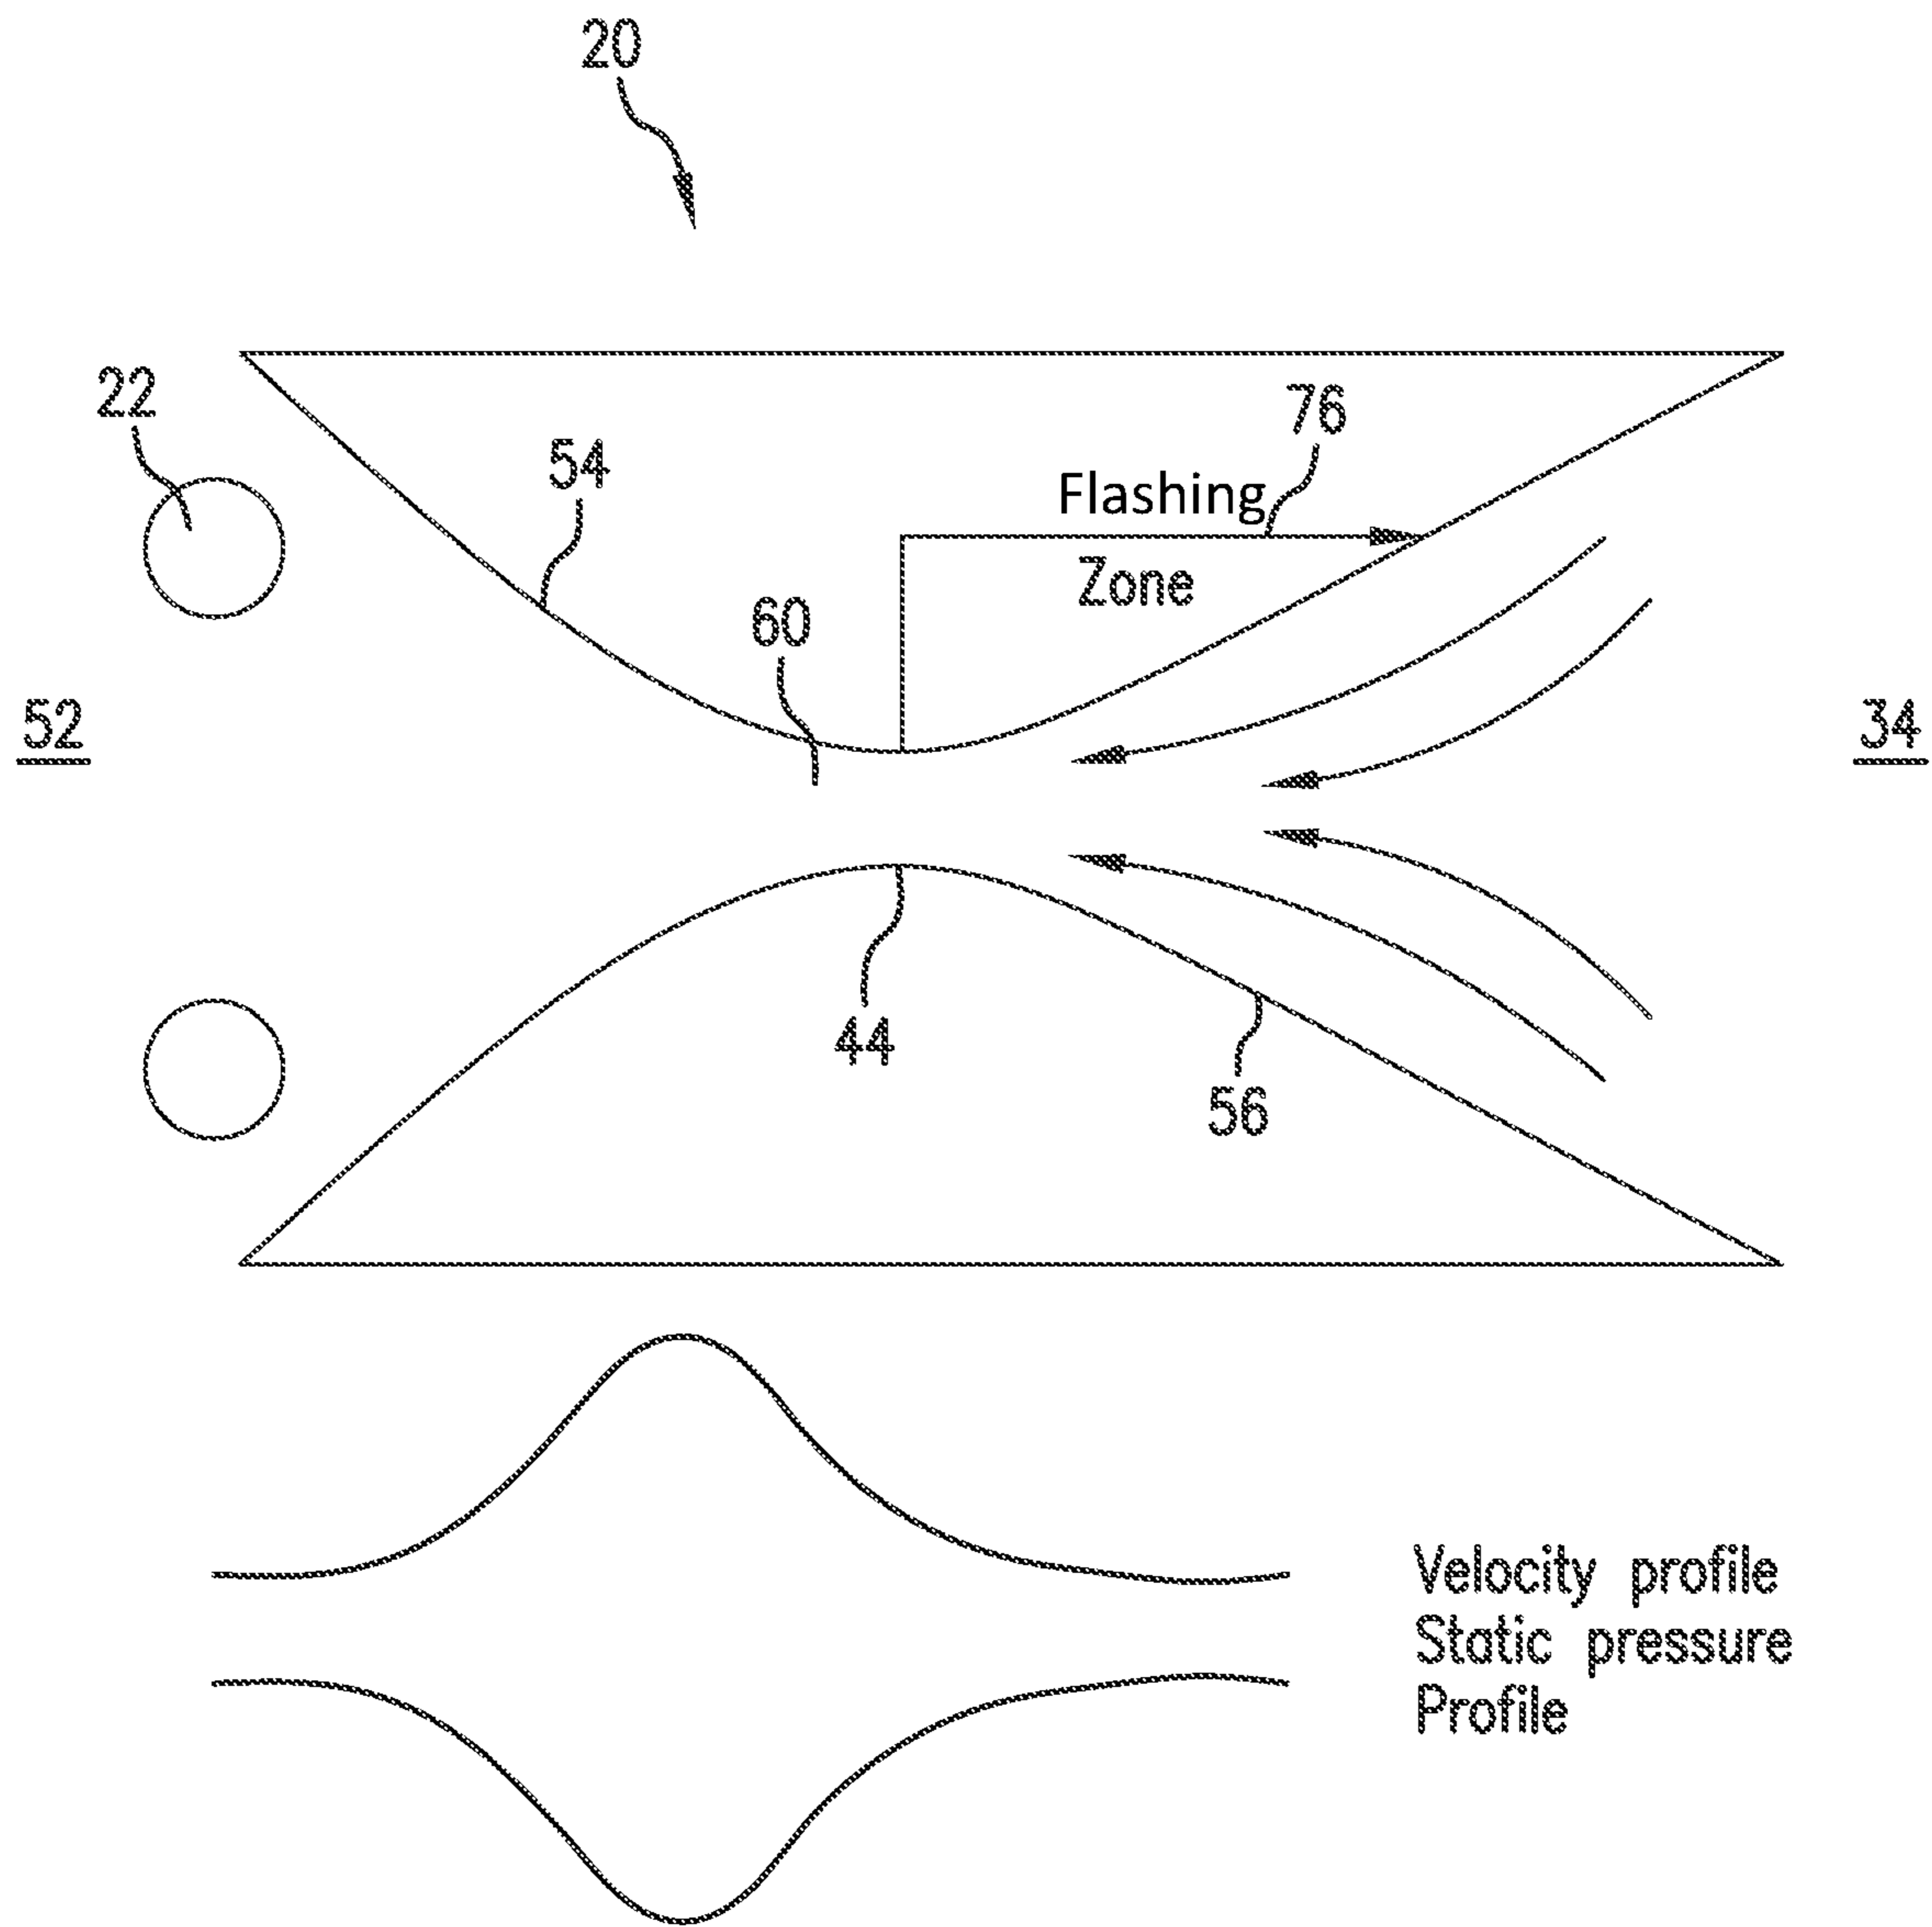 20
22
54
76
Flashing
Zone
60
52
34
44
56
Velocity profile
Static pressure
Profile